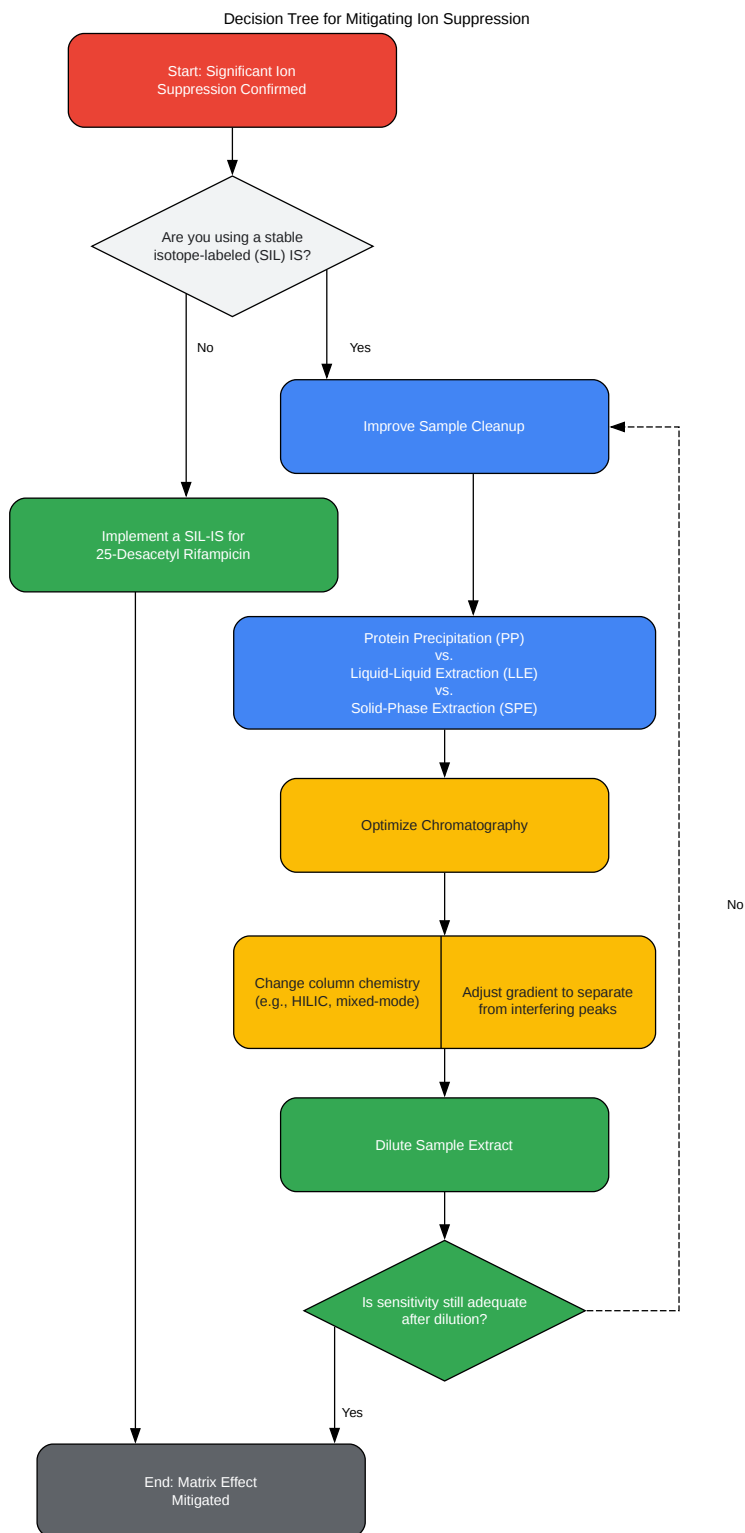 Decision Tree for Mitigating Ion Suppression
Start: Significant Ion
Suppression Confirmed
Are you using a stable
isotope-labeled (SIL) IS?
No
Yes
Improve Sample Cleanup
Implement a SIL-IS for
25-Desacetyl Rifampicin
Protein Precipitation (PP)
vs.
Liquid-Liquid Extraction (LLE)
vs.
Solid-Phase Extraction (SPE)
Optimize Chromatography
No
Change column chemistry
(e.g., HILIC, mixed-mode)
Adjust gradient to separate
from interfering peaks
Dilute Sample Extract
Is sensitivity still adequate
after dilution?
Yes
End: Matrix Effect
Mitigated